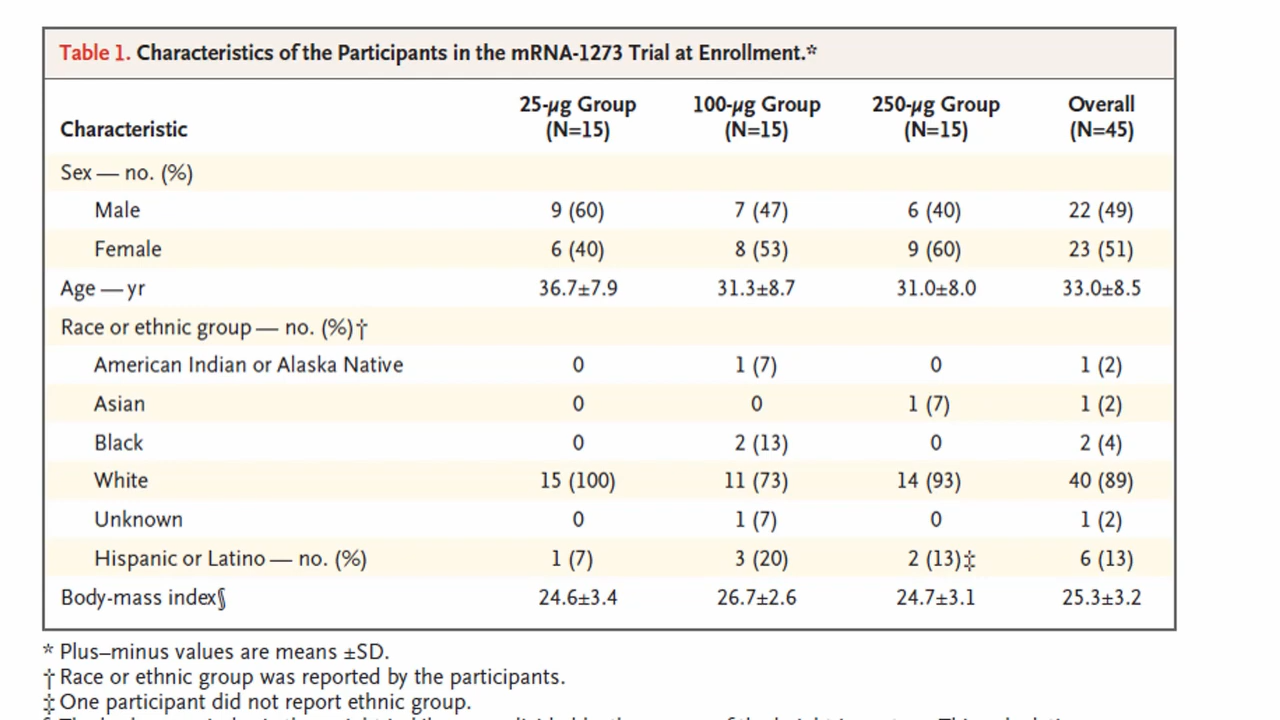 Table 1. Characteristics of the Participants in the mRNA-1273 Trial at Enrollment.*
Characteristic 25-μg Group (N=15) 100-μg Group (N=15) 250-μg Group (N=15) Overall (N=45)
Sex — no. (%)
Male 9 (60) 7 (47) 6 (40) 22 (49)
Female 6 (40) 8 (53) 9 (60) 23 (51)
Age — yr 36.7±7.9 31.3±8.7 31.0±8.0 33.0±8.5
Race or ethnic group — no. (%)†
American Indian or Alaska Native 0 1 (7) 0 1 (2)
Asian 0 0 1 (7) 1 (2)
Black 0 2 (13) 0 2 (4)
White 15 (100) 11 (73) 14 (93) 40 (89)
Unknown 0 1 (7) 0 1 (2)
Hispanic or Latino — no. (%) 1 (7) 3 (20) 2 (13)‡ 6 (13)
Body-mass index§ 24.6±3.4 26.7±2.6 24.7±3.1 25.3±3.2
* Plus–minus values are means ±SD.
† Race or ethnic group was reported by the participants.
‡ One participant did not report ethnic group.